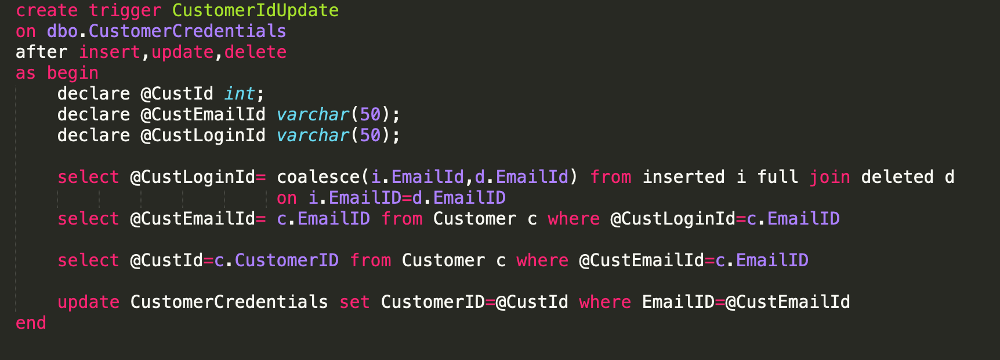 create trigger CustomerIdUpdate
on dbo.CustomerCredentials
after insert,update,delete
as begin
declare @CustId int;
declare @CustEmailId varchar(50);
declare @CustLoginId varchar(50);
select @CustLoginId= coalesce(i.EmailId,d.EmailId) from inserted i full join deleted d
on i.EmailID=d.EmailID
select @CustEmailId= c.EmailID from Customer c where @CustLoginId=c.EmailID
select @CustId=c.CustomerID from Customer c where @CustEmailId=c.EmailID
update CustomerCredentials set CustomerID=@CustId where EmailID=@CustEmailId
end